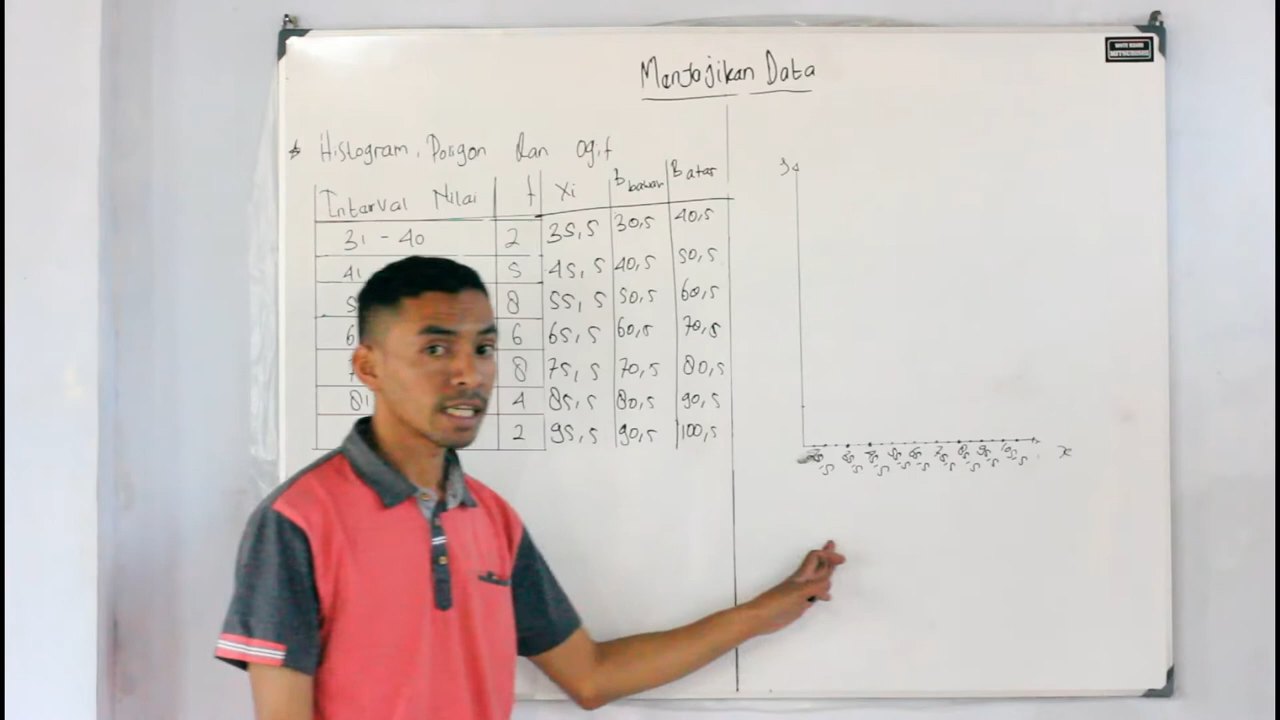 Menyajikan Data
Histogram, Poligon dan ogif
Interval Nilai f Xi B bawah B atas
31 - 40 2 35,5 30,5 40,5
41 5 45,5 40,5 50,5
5 8 55,5 50,5 60,5
6 6 65,5 60,5 70,5
7 8 75,5 70,5 80,5
81 4 85,5 80,5 90,5
2 95,5 90,5 100,5
y
x
WHITE BOARD